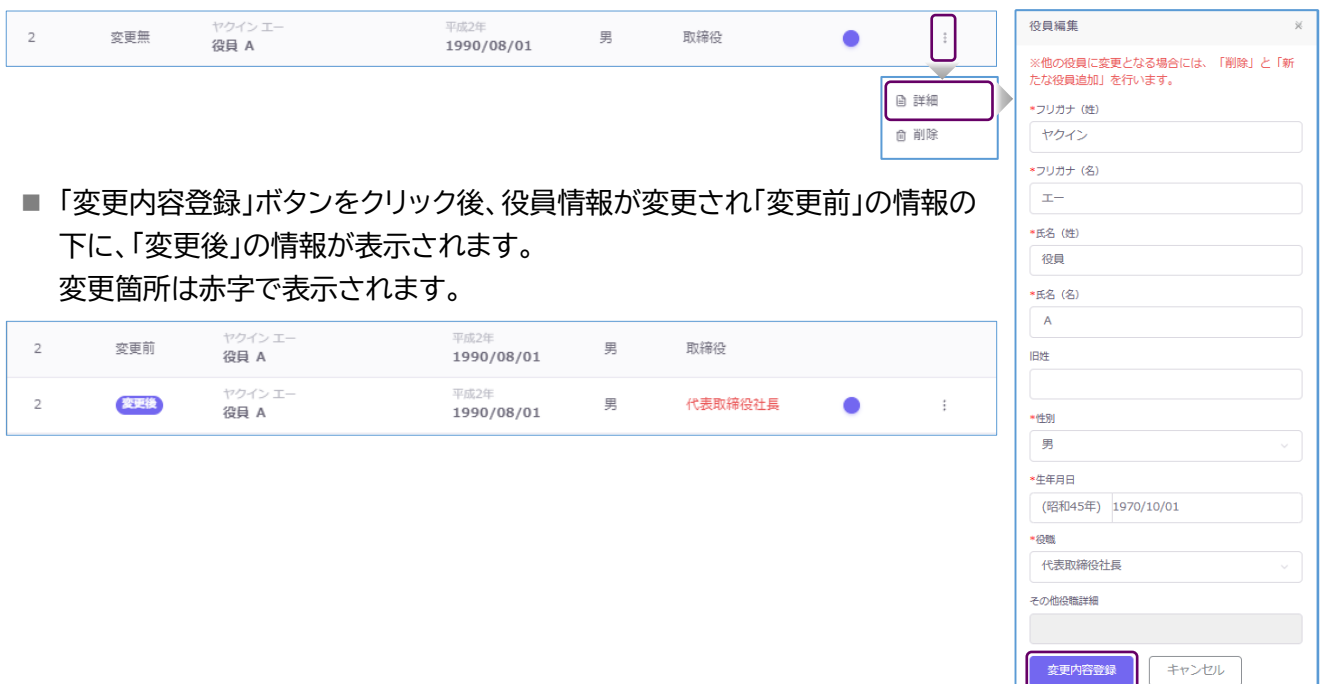 2 変更無 ヤクイン エー 平成2年 男 取締役
役員 A 1990/08/01
詳細
削除
■ 「変更内容登録」ボタンをクリック後、役員情報が変更され「変更前」の情報の
下に、「変更後」の情報が表示されます。
変更箇所は赤字で表示されます。
2 変更前 ヤクイン エー 平成2年 男 取締役
役員 A 1990/08/01
2 変更後 ヤクイン エー 平成2年 男 代表取締役社長
役員 A 1990/08/01
役員編集 ×
※他の役員に変更となる場合には、「削除」と「新
たな役員追加」を行います。
*フリガナ（姓）
ヤクイン
*フリガナ（名）
エー
*氏名（姓）
役員
*氏名（名）
A
旧姓
*性別
男
*生年月日
(昭和45年) 1970/10/01
*役職
代表取締役社長
その他役職詳細
変更内容登録 キャンセル